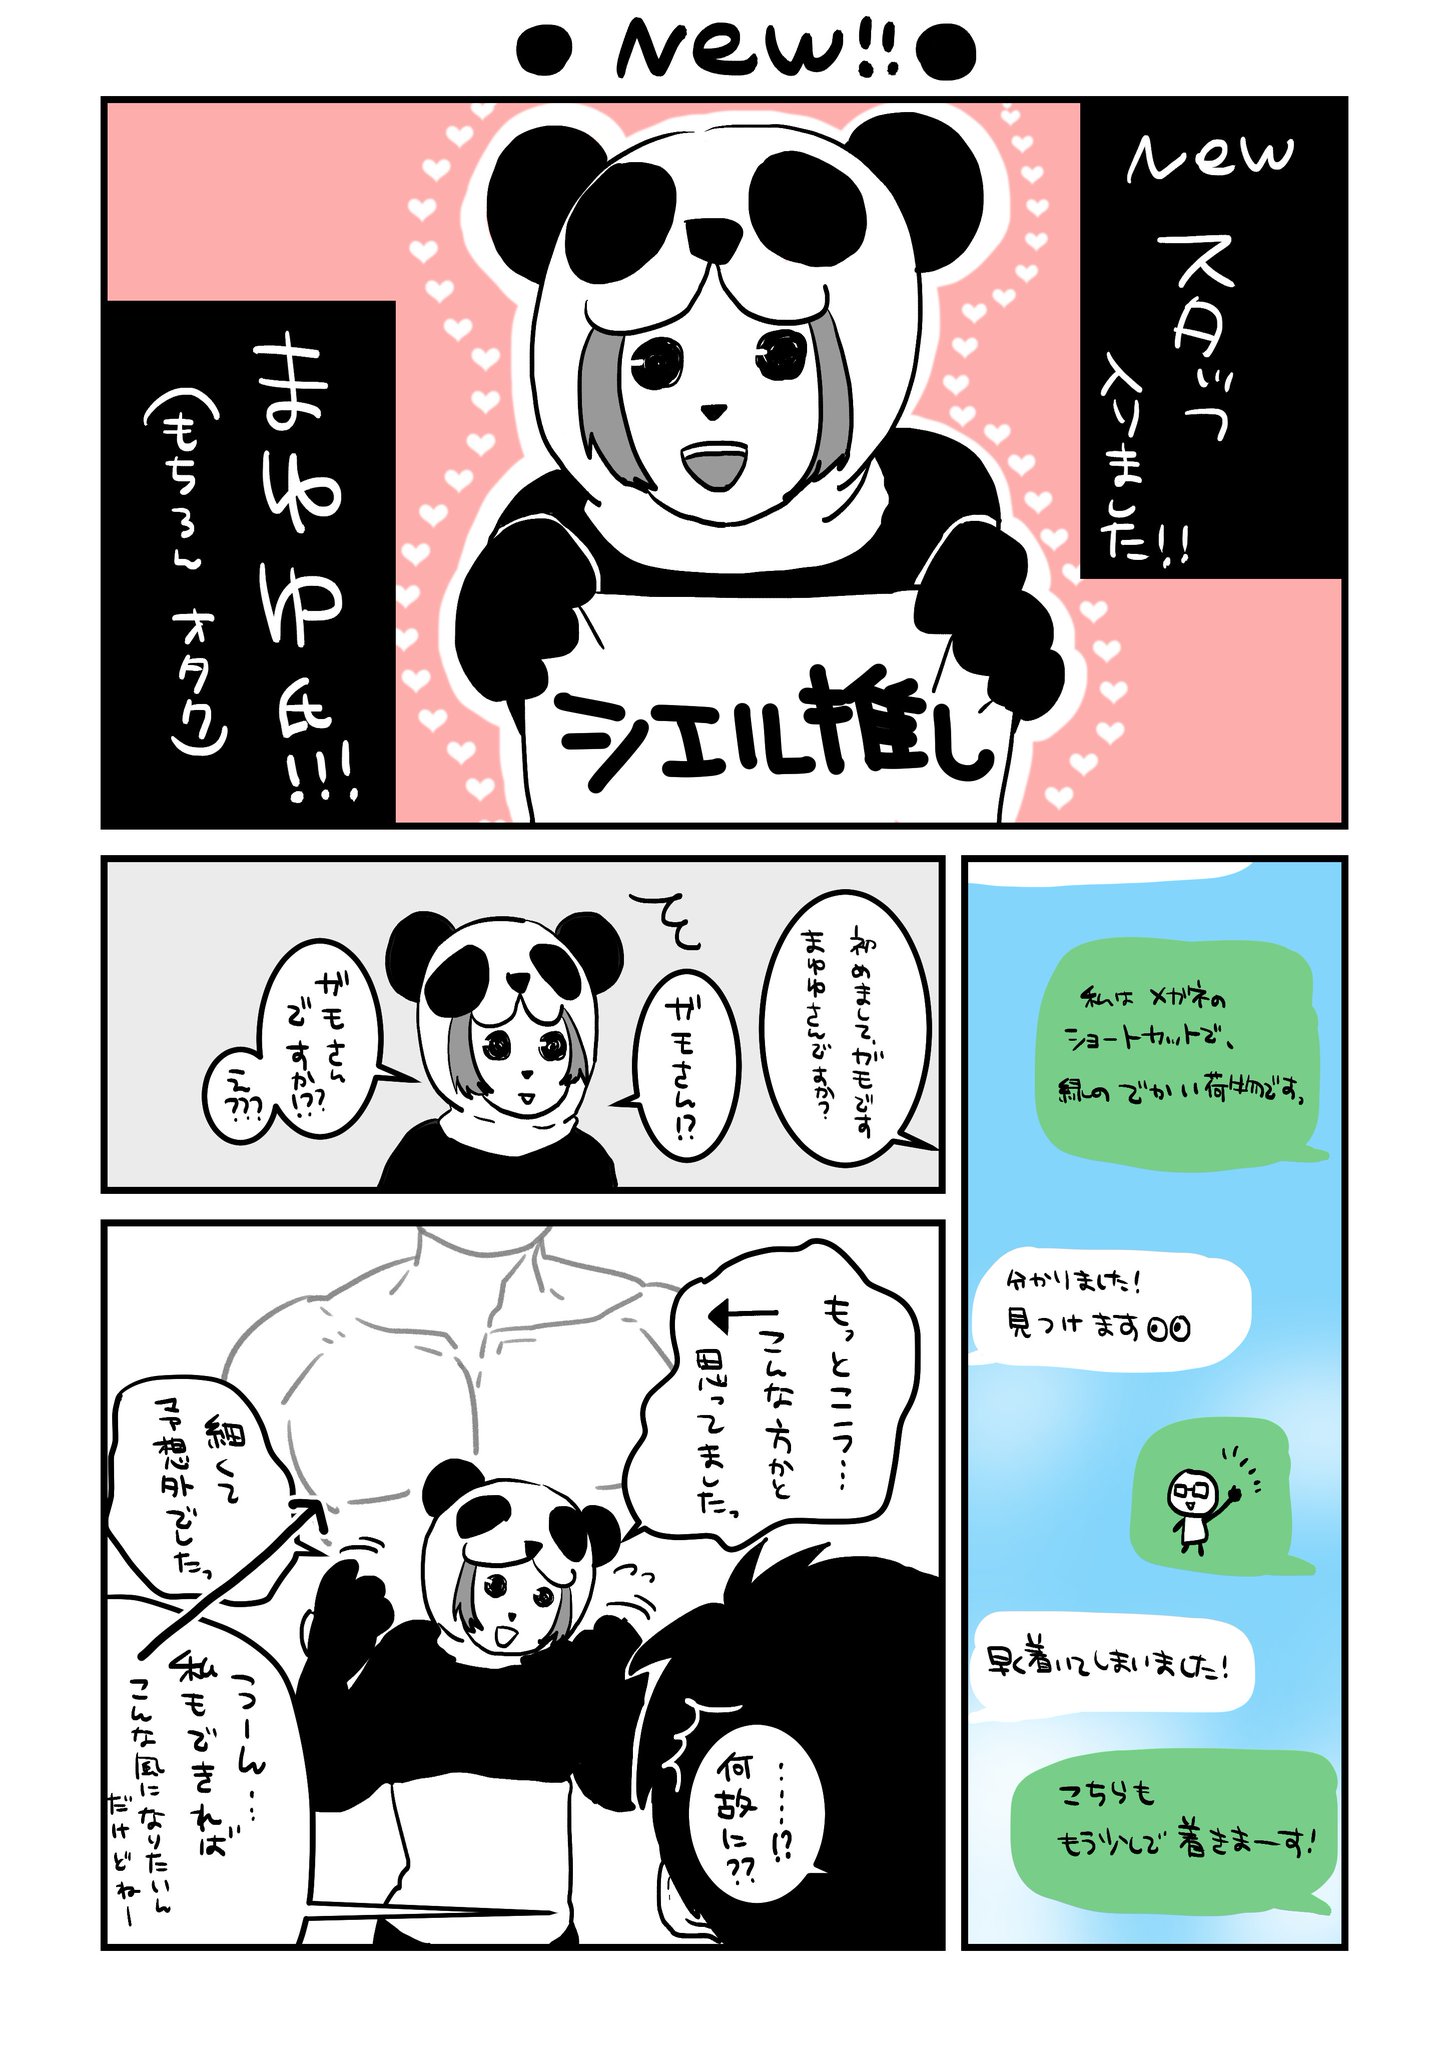 ● New!!●
New
スタッフ
入りました!!
まゆゆ氏!!!
(もちろん オタク)
シエル推し
私は メガネの
ショートカットで、
緑の でかい荷物です。
分かりました!
見つけます
早く着いてしまいました!
こちらも
もう少しで 着きまーす!
初めまして、ガモです
まゆゆさんですか?
ガモさん!?
ガモさん
ですか!??
え???
もっとこう…
こんな方かと
思ってました。
細くて
予想外でした。
………!?
何故に??
うーん…
私もできれば
こんな風になりたいん
だけどねー